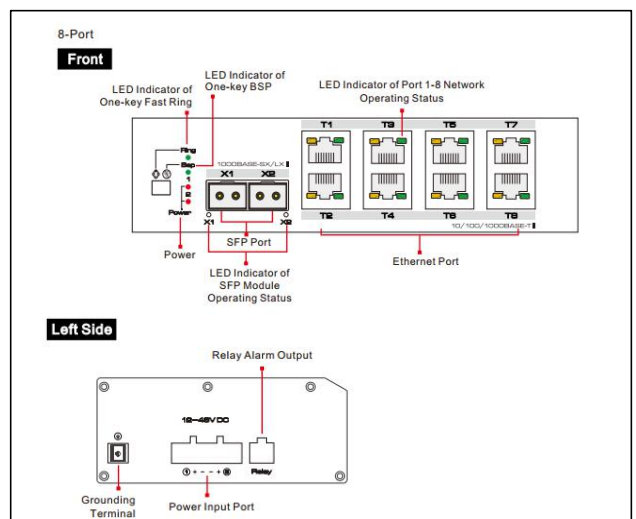 8-Port
Front
LED Indicator of
One-key Fast Ring
LED Indicator of
One-key BSP
LED Indicator of Port 1-8 Network
Operating Status
T1 T3 T5 T7
Ring
Bsp
1
2
Power
1000BASE-SX/LX
X1 X2
X1 X2
T2 T4 T6 T8
10/100/1000BASE-T
Power
SFP Port
LED Indicator of
SFP Module
Operating Status
Ethernet Port
Left Side
Relay Alarm Output
12-48V DC
① + - - + ②
Relay
Grounding
Terminal
Power Input Port